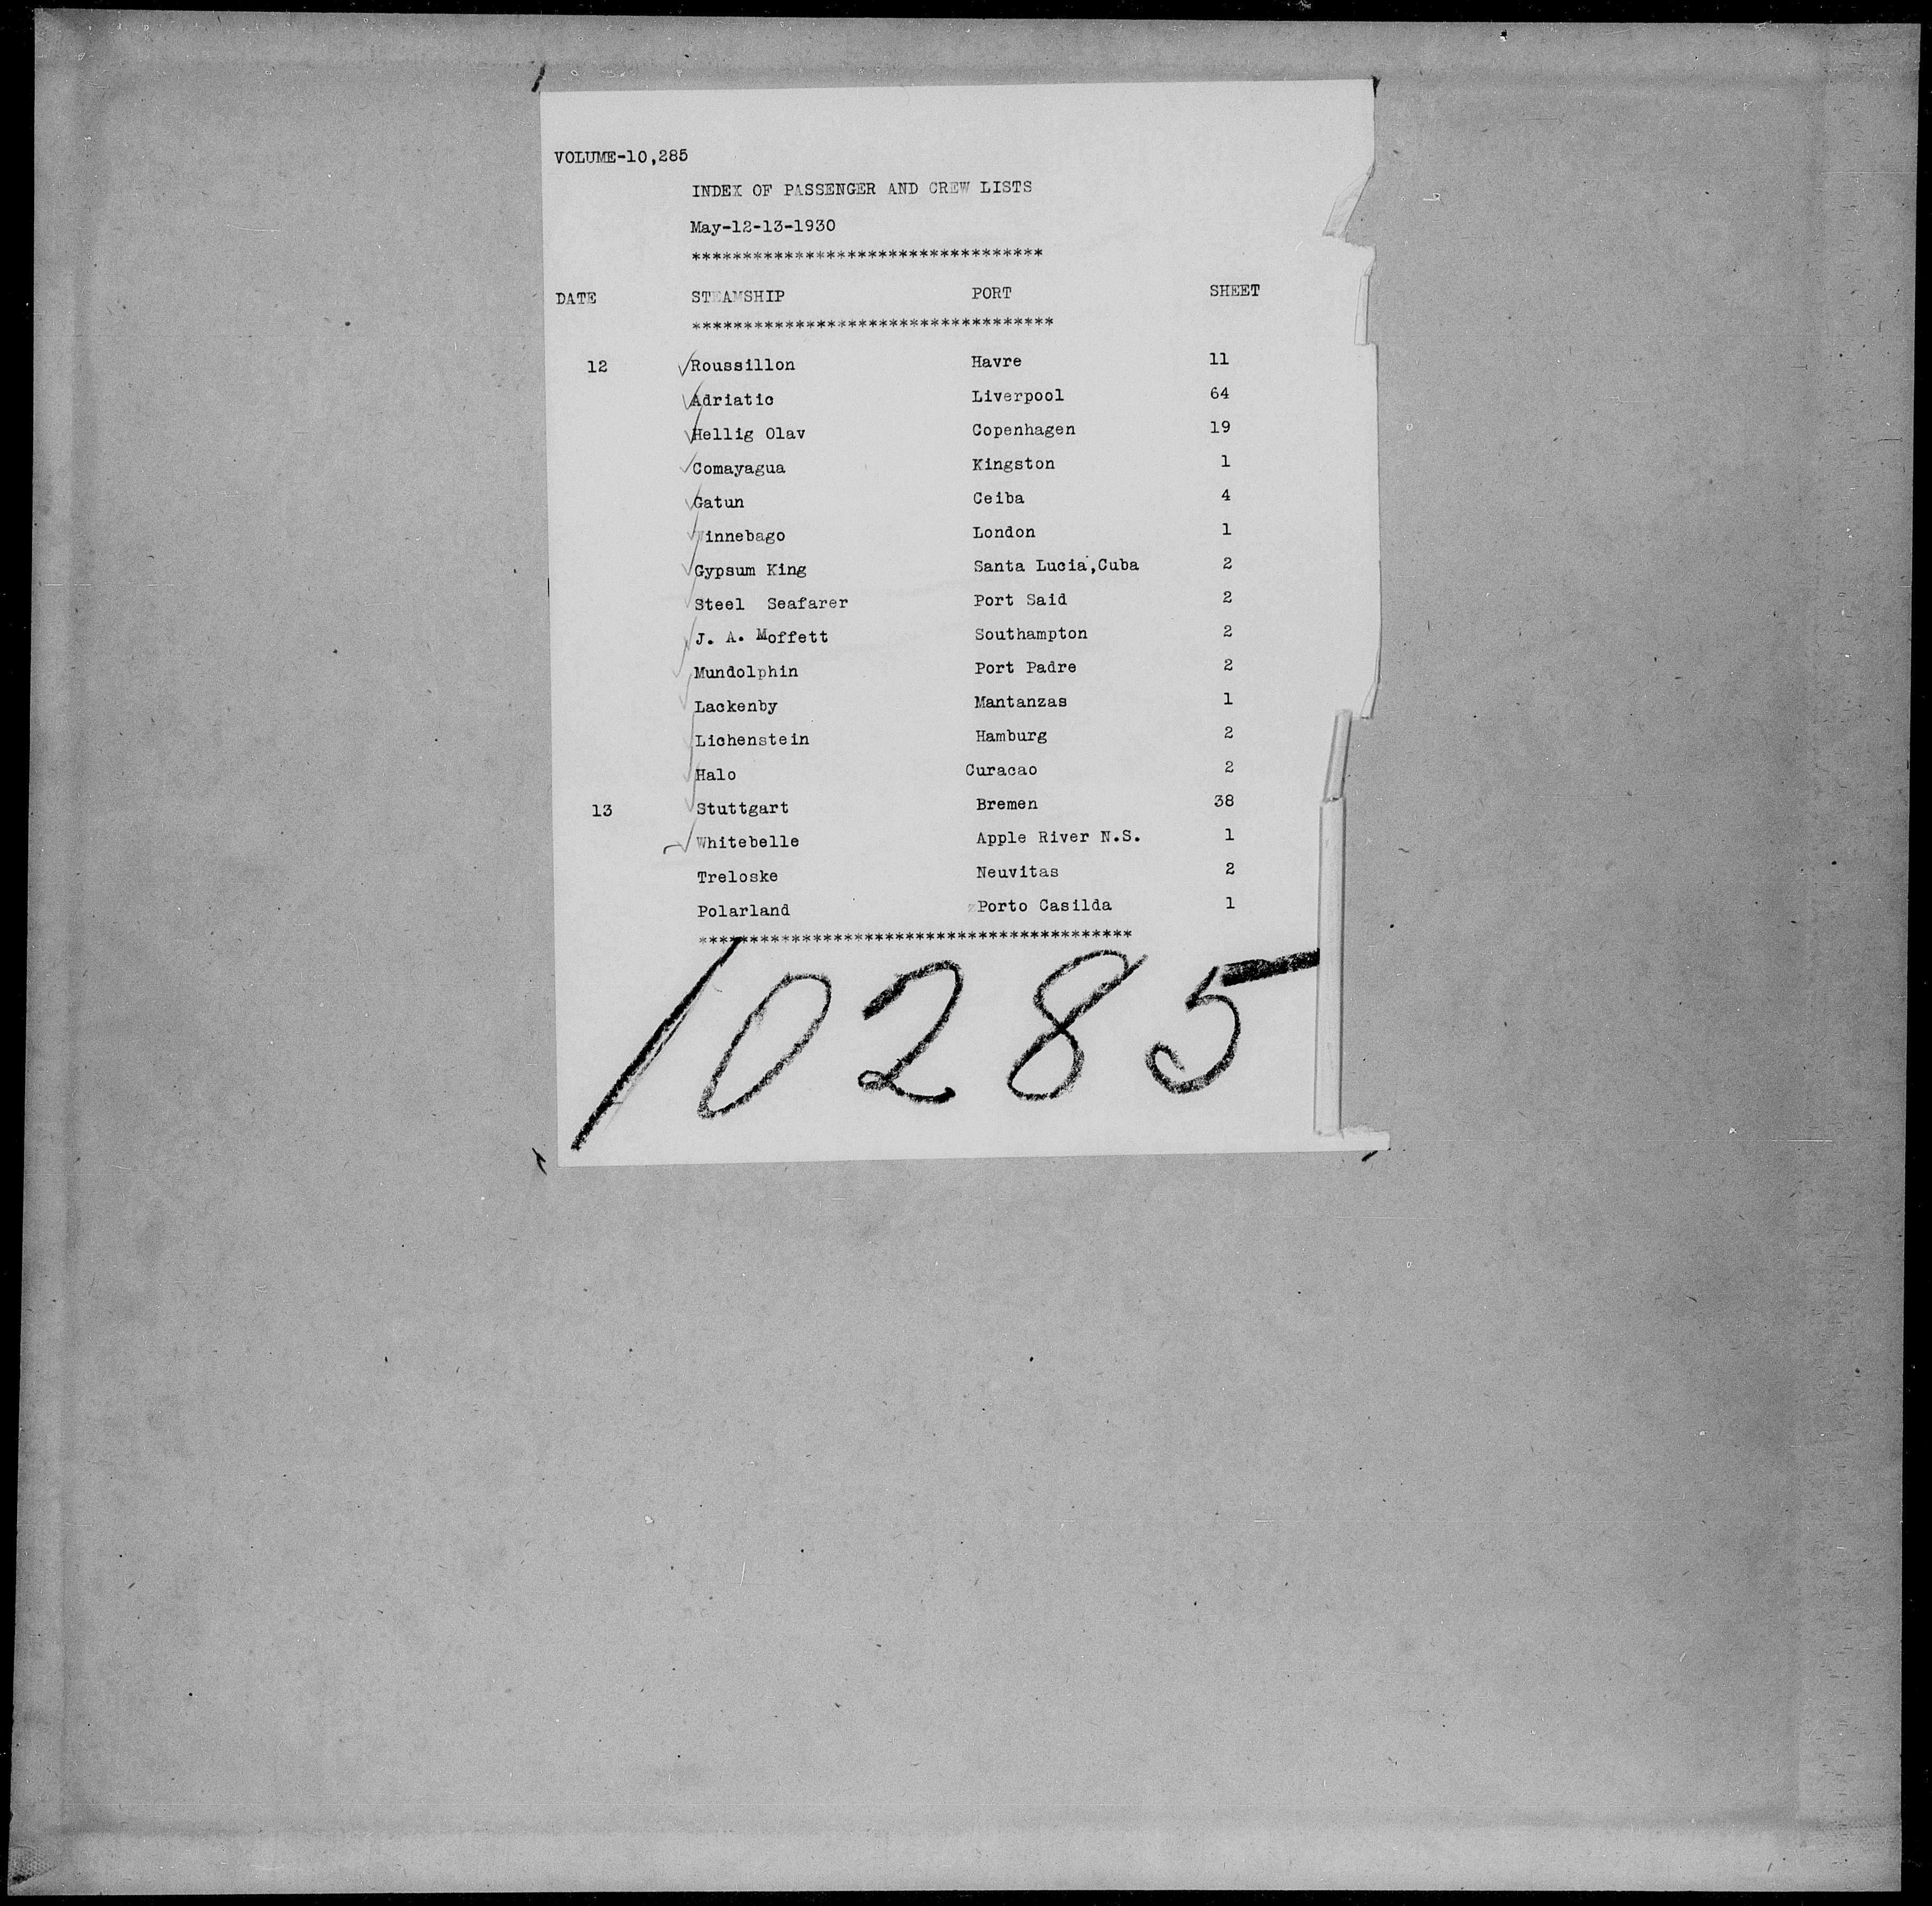 VOLUME-10,285
INDEX OF PASSENGER AND CREW LISTS
May-12-13-1930
**********************************
DATE STEAMSHIP PORT SHEET
***********************************
12 ✓Roussillon Havre 11
✓Adriatic Liverpool 64
✓Hellig Olav Copenhagen 19
✓Comayagua Kingston 1
✓Gatun Ceiba 4
✓Winnebago London 1
✓Gypsum King Santa Lucia,Cuba 2
✓Steel Seafarer Port Said 2
✓J. A. Moffett Southampton 2
✓Mundolphin Port Padre 2
✓Lackenby Mantanzas 1
✓Lichenstein Hamburg 2
✓Halo Curacao 2
13 ✓Stuttgart Bremen 38
✓Whitebelle Apple River N.S. 1
Treloske Neuvitas 2
Polarland Porto Casilda 1
******************************************
10285